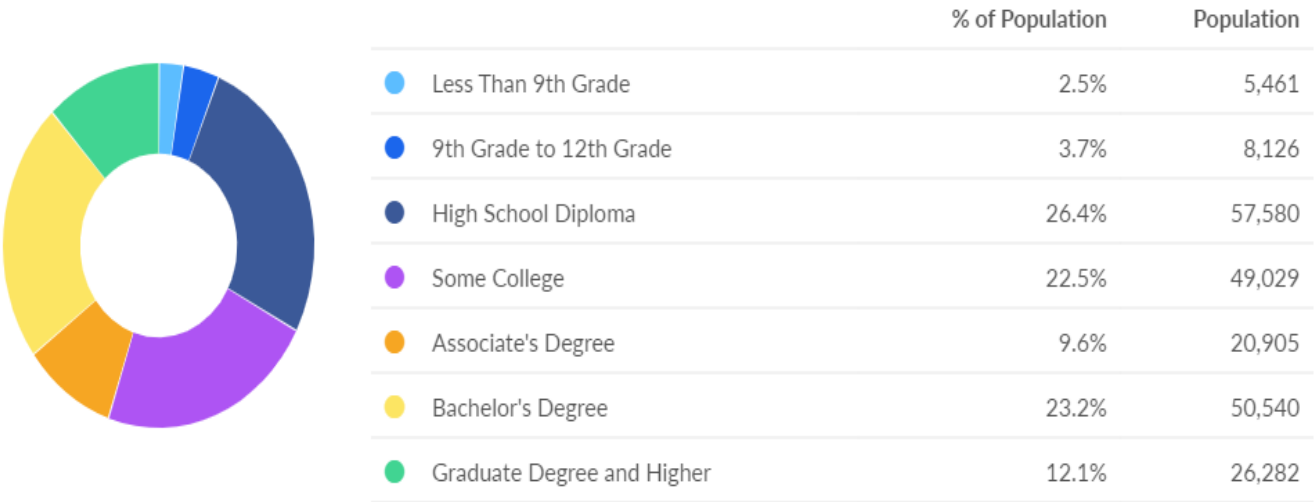 % of Population Population
Less Than 9th Grade 2.5% 5,461
9th Grade to 12th Grade 3.7% 8,126
High School Diploma 26.4% 57,580
Some College 22.5% 49,029
Associate's Degree 9.6% 20,905
Bachelor's Degree 23.2% 50,540
Graduate Degree and Higher 12.1% 26,282